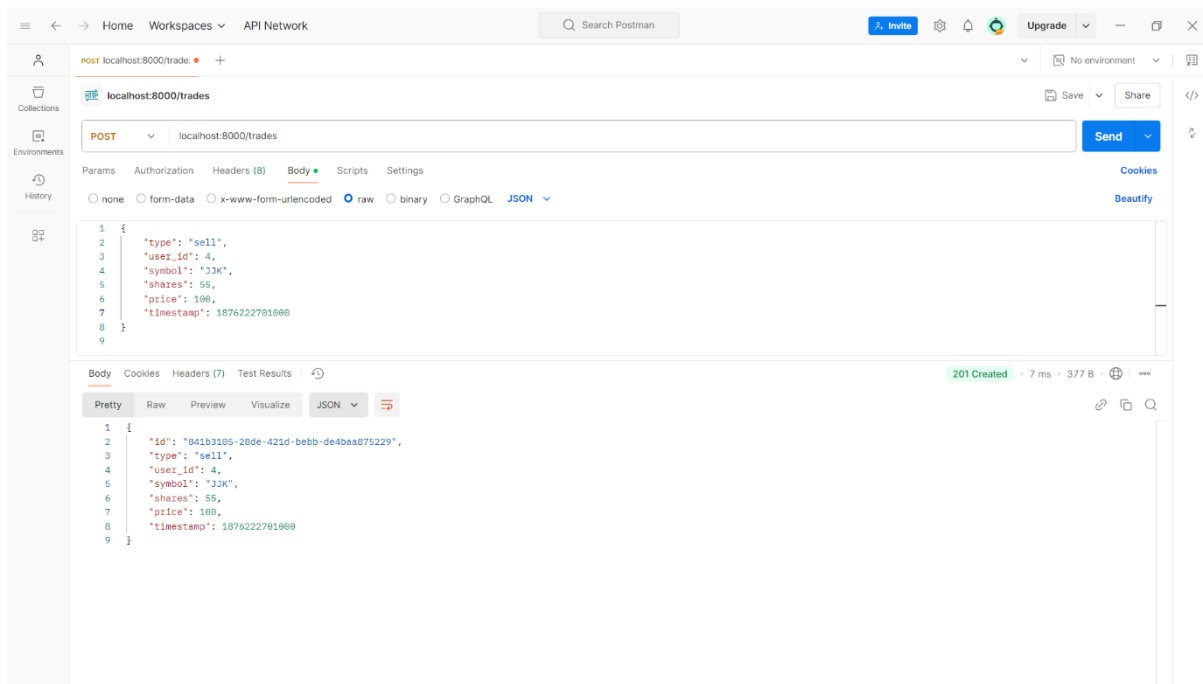 Home Workspaces API Network Search Postman Invite Upgrade
POST localhost:8000/trade: No environment
Collections
Environments
History
HTTP localhost:8000/trades Save Share
POST localhost:8000/trades Send
Params Authorization Headers (8) Body Scripts Settings Cookies
none form-data x-www-form-urlencoded raw binary GraphQL JSON Beautify
1 {
2 "type": "sell",
3 "user_id": 4,
4 "symbol": "JJK",
5 "shares": 55,
6 "price": 100,
7 "timestamp": 1876222701000
8 }
9
Body Cookies Headers (7) Test Results 201 Created 7 ms 377 B
Pretty Raw Preview Visualize JSON
1 {
2 "id": "841b3105-28de-421d-bebb-de4baa875229",
3 "type": "sell",
4 "user_id": 4,
5 "symbol": "JJK",
6 "shares": 55,
7 "price": 100,
8 "timestamp": 1876222701000
9 }